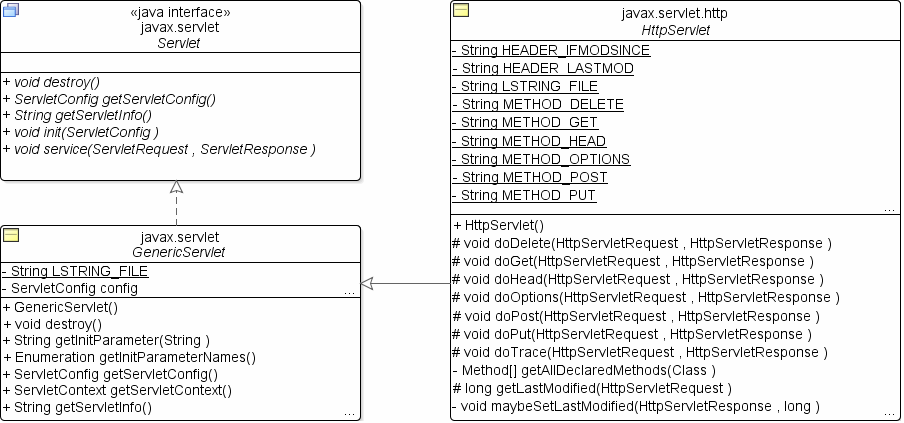 «java interface»
javax.servlet
Servlet
+ void destroy()
+ ServletConfig getServletConfig()
+ String getServletInfo()
+ void init(ServletConfig )
+ void service(ServletRequest , ServletResponse )
javax.servlet
GenericServlet
- String LSTRING_FILE
- ServletConfig config
...
+ GenericServlet()
+ void destroy()
+ String getInitParameter(String )
+ Enumeration getInitParameterNames()
+ ServletConfig getServletConfig()
+ ServletContext getServletContext()
+ String getServletInfo()
...
javax.servlet.http
HttpServlet
- String HEADER_IFMODSINCE
- String HEADER_LASTMOD
- String LSTRING_FILE
- String METHOD_DELETE
- String METHOD_GET
- String METHOD_HEAD
- String METHOD_OPTIONS
- String METHOD_POST
- String METHOD_PUT
...
+ HttpServlet()
# void doDelete(HttpServletRequest , HttpServletResponse )
# void doGet(HttpServletRequest , HttpServletResponse )
# void doHead(HttpServletRequest , HttpServletResponse )
# void doOptions(HttpServletRequest , HttpServletResponse )
# void doPost(HttpServletRequest , HttpServletResponse )
# void doPut(HttpServletRequest , HttpServletResponse )
# void doTrace(HttpServletRequest , HttpServletResponse )
- Method[] getAllDeclaredMethods(Class )
# long getLastModified(HttpServletRequest )
- void maybeSetLastModified(HttpServletResponse , long )
...